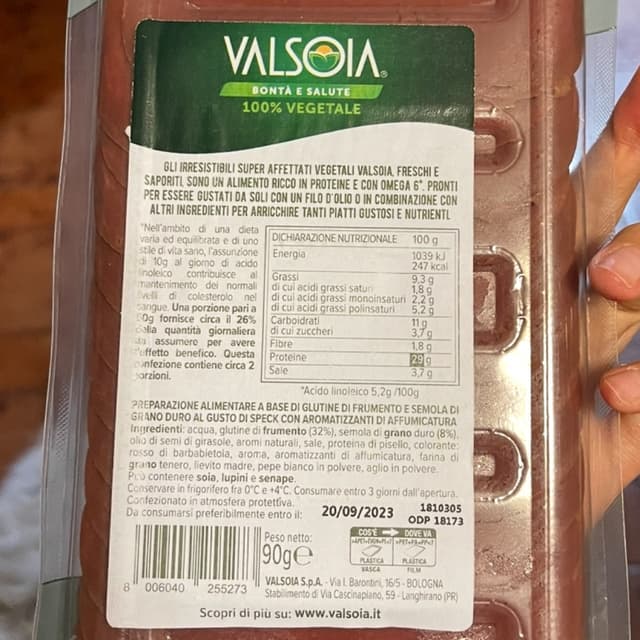 VALSOIA®
BONTÀ E SALUTE
100% VEGETALE
GLI IRRESISTIBILI SUPER AFFETTATI VEGETALI VALSOIA, FRESCHI E
SAPORITI, SONO UN ALIMENTO RICCO IN PROTEINE E CON OMEGA 6*. PRONTI
PER ESSERE GUSTATI DA SOLI CON UN FILO D'OLIO O IN COMBINAZIONE CON
ALTRI INGREDIENTI PER ARRICCHIRE TANTI PIATTI GUSTOSI E NUTRIENTI.
"Nell'ambito di una dieta
varia ed equilibrata e di uno
stile di vita sano, l'assunzione
di 10g al giorno di acido
linoleico contribuisce al
mantenimento dei normali
livelli di colesterolo nel
sangue. Una porzione pari a
50g fornisce circa il 26%
della quantità giornaliera
da assumere per avere
l'effetto benefico. Questa
confezione contiene circa 2
porzioni.
DICHIARAZIONE NUTRIZIONALE 100 g
Energia 1039 kJ
247 kcal
Grassi 9,3 g
di cui acidi grassi saturi 1,8 g
di cui acidi grassi monoinsaturi 2,2 g
di cui acidi grassi polinsaturi 5,2 g
Carboidrati 11 g
di cui zuccheri 3,7 g
Fibre 1,8 g
Proteine 29 g
Sale 3,7 g
*Acido linoleico 5,2g /100g
PREPARAZIONE ALIMENTARE A BASE DI GLUTINE DI FRUMENTO E SEMOLA DI
GRANO DURO AL GUSTO DI SPECK CON AROMATIZZANTI DI AFFUMICATURA
Ingredienti: acqua, glutine di frumento (32%), semola di grano duro (8%),
olio di semi di girasole, aromi naturali, sale, proteina di pisello, colorante:
rosso di barbabietola, aroma, aromatizzanti di affumicatura, farina di
grano tenero, lievito madre, pepe bianco in polvere, aglio in polvere.
Può contenere soia, lupini e senape.
Conservare in frigorifero fra 0°C e +4°C. Consumare entro 3 giorni dall'apertura.
Confezionato in atmosfera protettiva.
Da consumarsi preferibilmente entro il: 20/09/2023 1810305
ODP 18173
Peso netto:
90g e
COS'È DOVE VA
PLASTICA PLASTICA
VASCA FILM
8 006040 255273
VALSOIA S.p.A. - Via I. Barontini, 16/5 - BOLOGNA
Stabilimento di Via Cascinapiano, 59 - Langhirano (PR)
Scopri di più su: www.valsoia.it